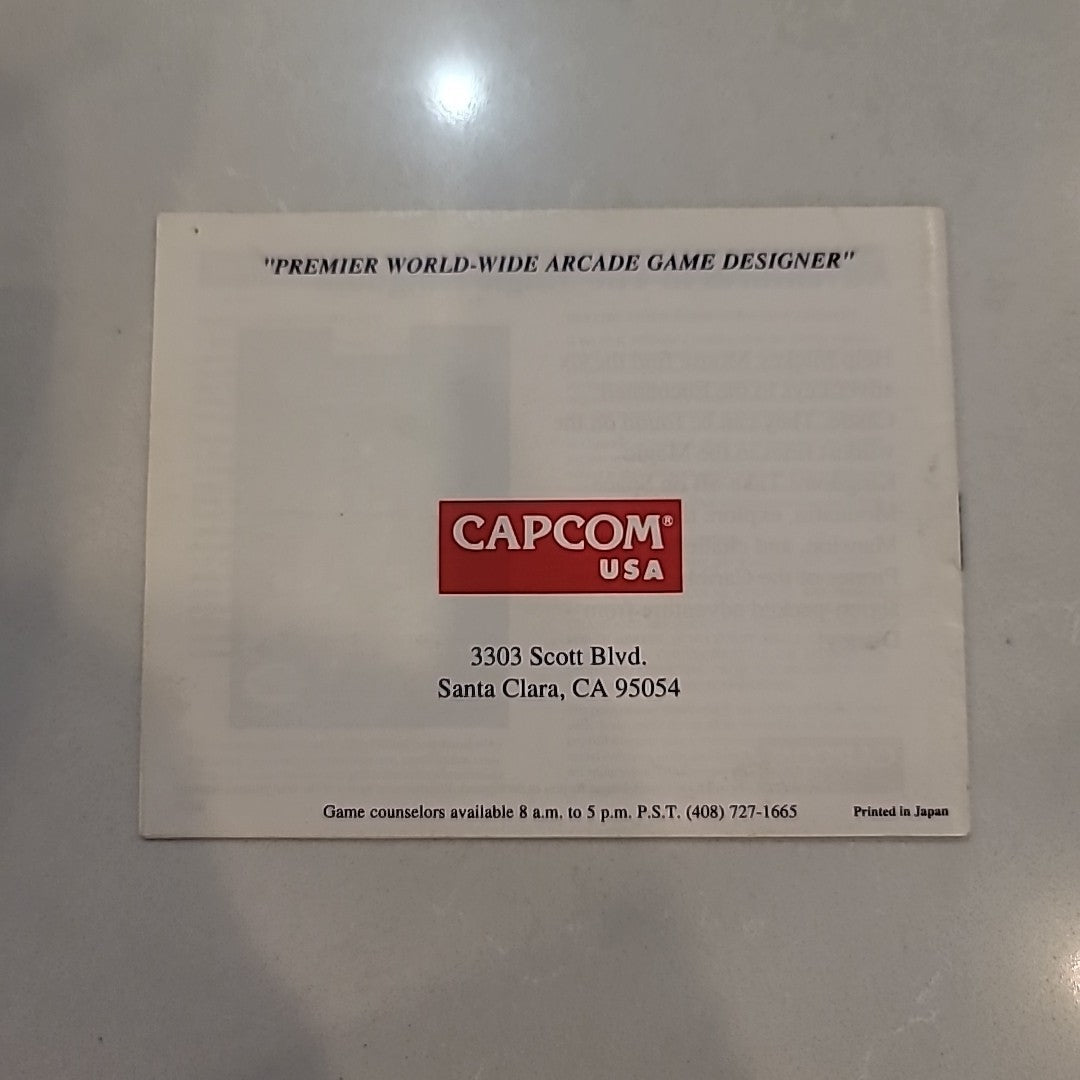 "PREMIER WORLD-WIDE ARCADE GAME DESIGNER"
CAPCOM®
USA
3303 Scott Blvd.
Santa Clara, CA 95054
Game counselors available 8 a.m. to 5 p.m. P.S.T. (408) 727-1665 Printed in Japan